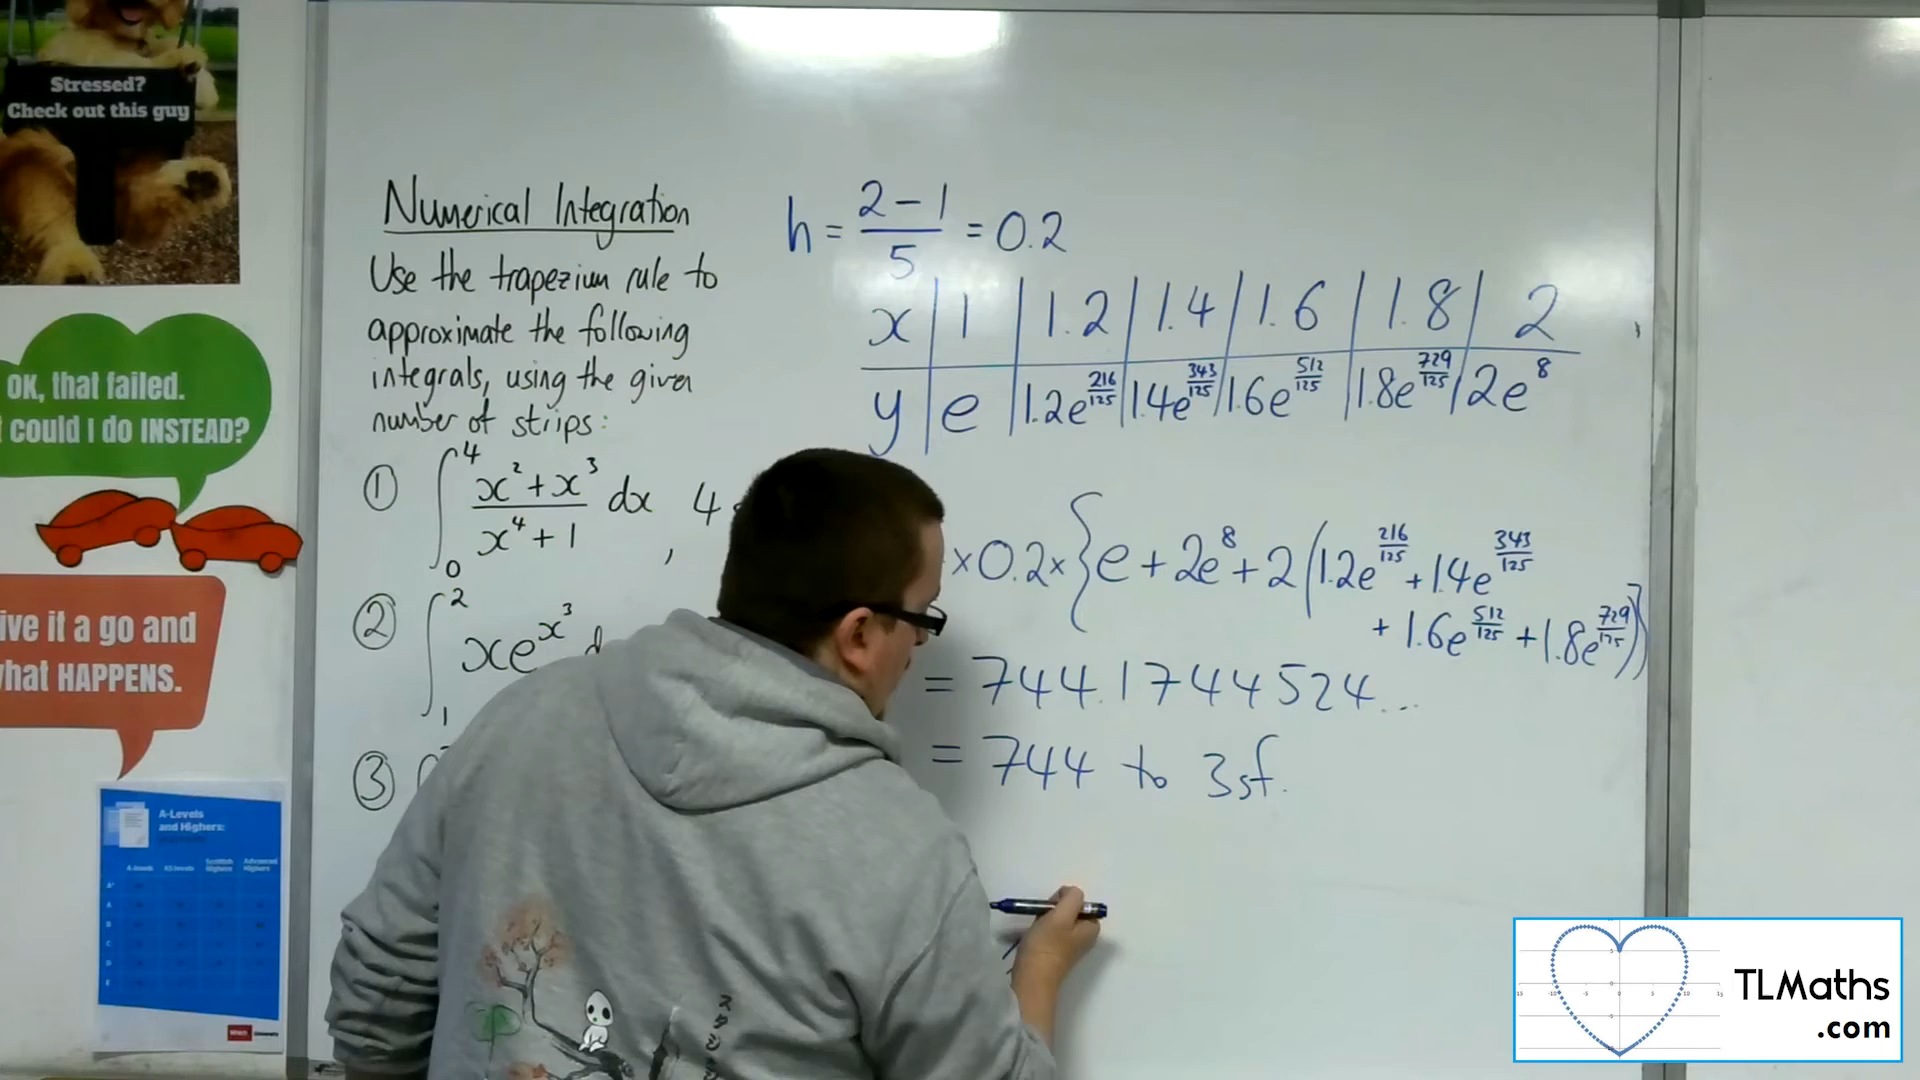 Stressed?
Check out this guy
OK, that failed.
could I do INSTEAD?
ive it a go and
what HAPPENS.
A-Levels
and Highers:
Numerical Integration
Use the trapezium rule to
approximate the following
integrals, using the given
number of strips:
① ∫₀⁴ (x²+x³)/(x⁴+1) dx, 4
② ∫₁² xe^x³ d
③
h = (2-1)/5 = 0.2
x | 1 | 1.2 | 1.4 | 1.6 | 1.8 | 2
y | e | 1.2e^(216/125) | 1.4e^(343/125) | 1.6e^(512/125) | 1.8e^(729/125) | 2e⁸
×0.2×{e+2e⁸+2(1.2e^(216/125)+1.4e^(343/125)
+1.6e^(512/125)+1.8e^(729/125))}
= 744.1744524...
= 744 to 3sf.
TLMaths
.com